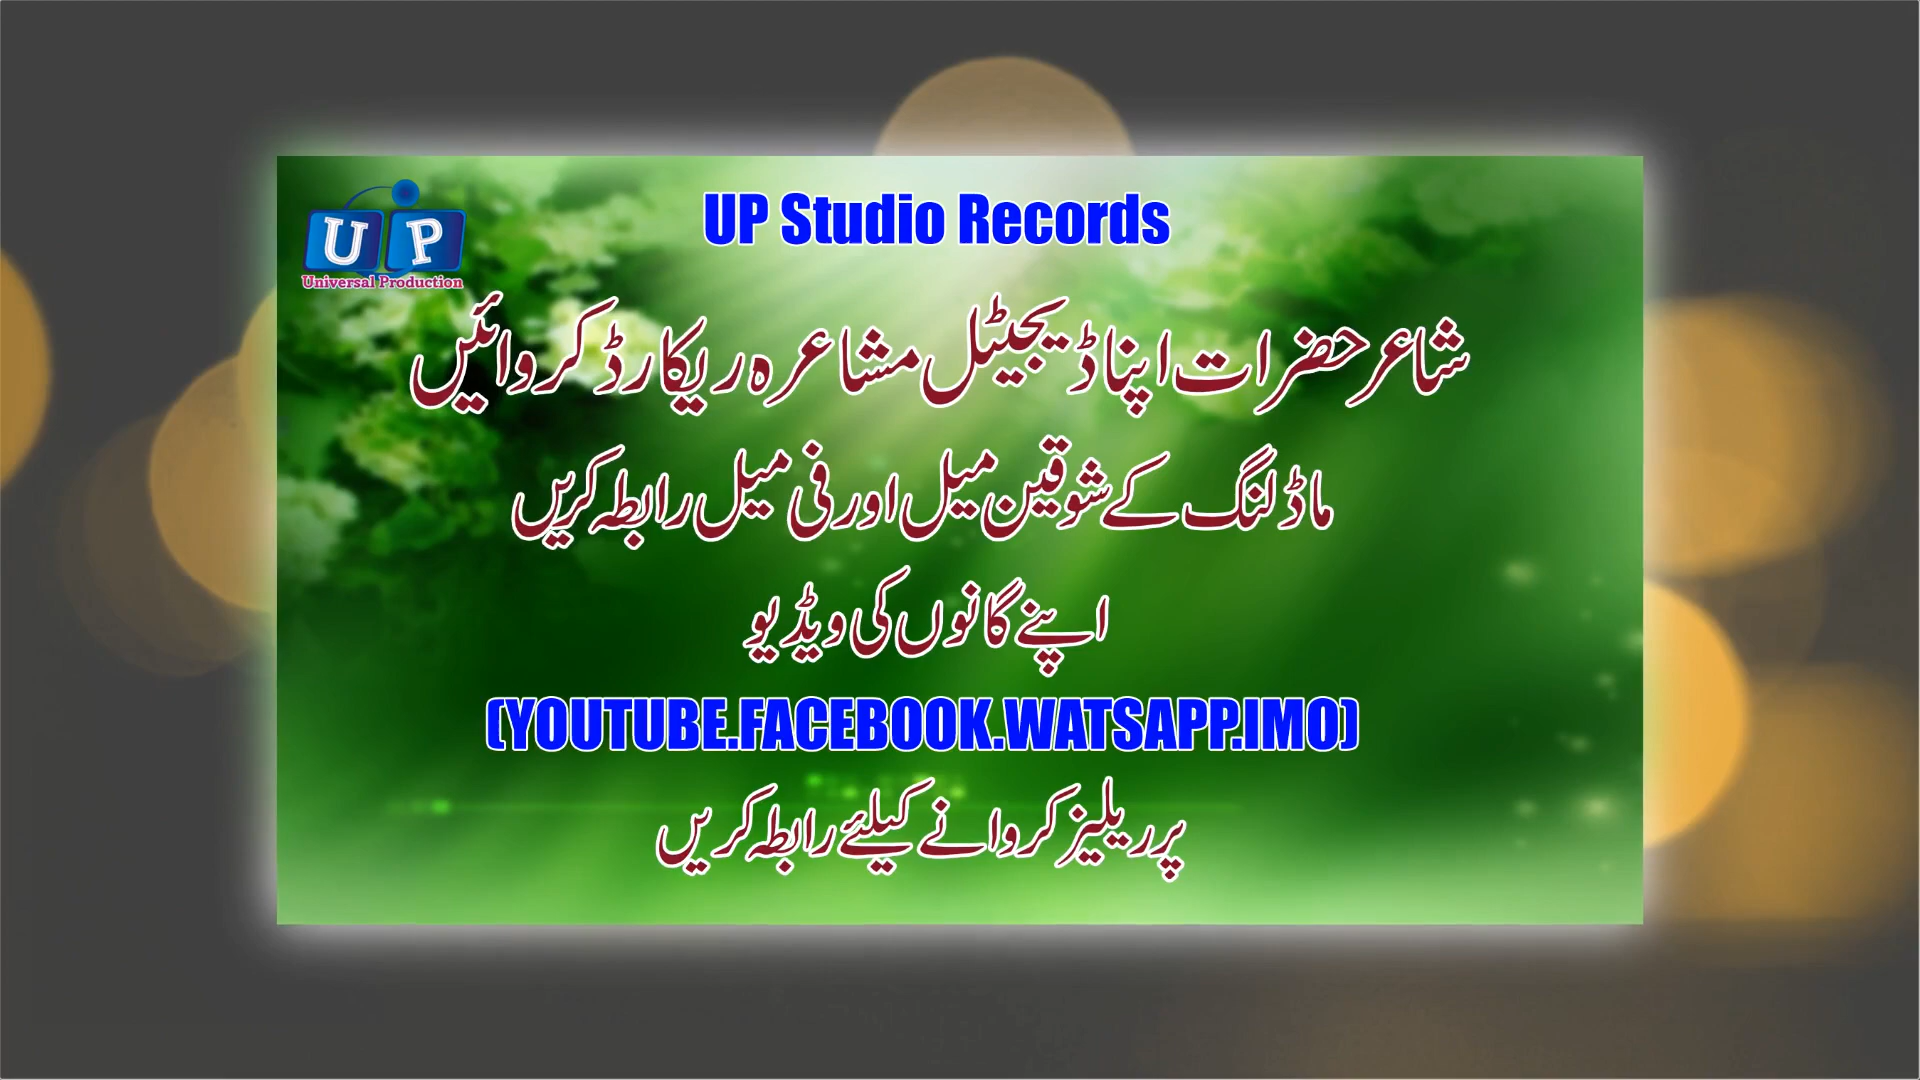 UP
Universal Production
UP Studio Records
شاعر حضرات اپنا ڈیجیٹل مشاعرہ ریکارڈ کروائیں
ماڈلنگ کے شوقین میل اور فی میل رابطہ کریں
اپنے گانوں کی ویڈیو
(YOUTUBE.FACEBOOK.WATSAPP.IMO)
پر ریلیز کروانے کیلئے رابطہ کریں